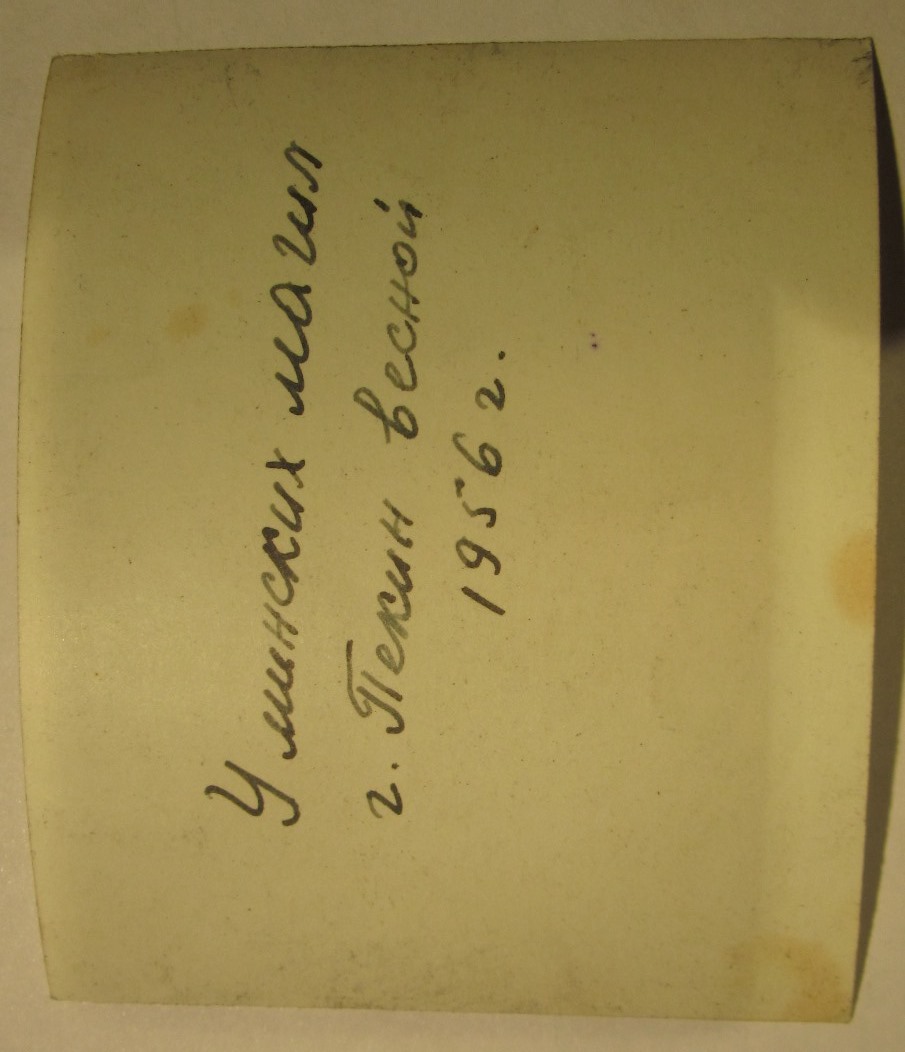 У минских магил
г. Пекин весной
1956 г.